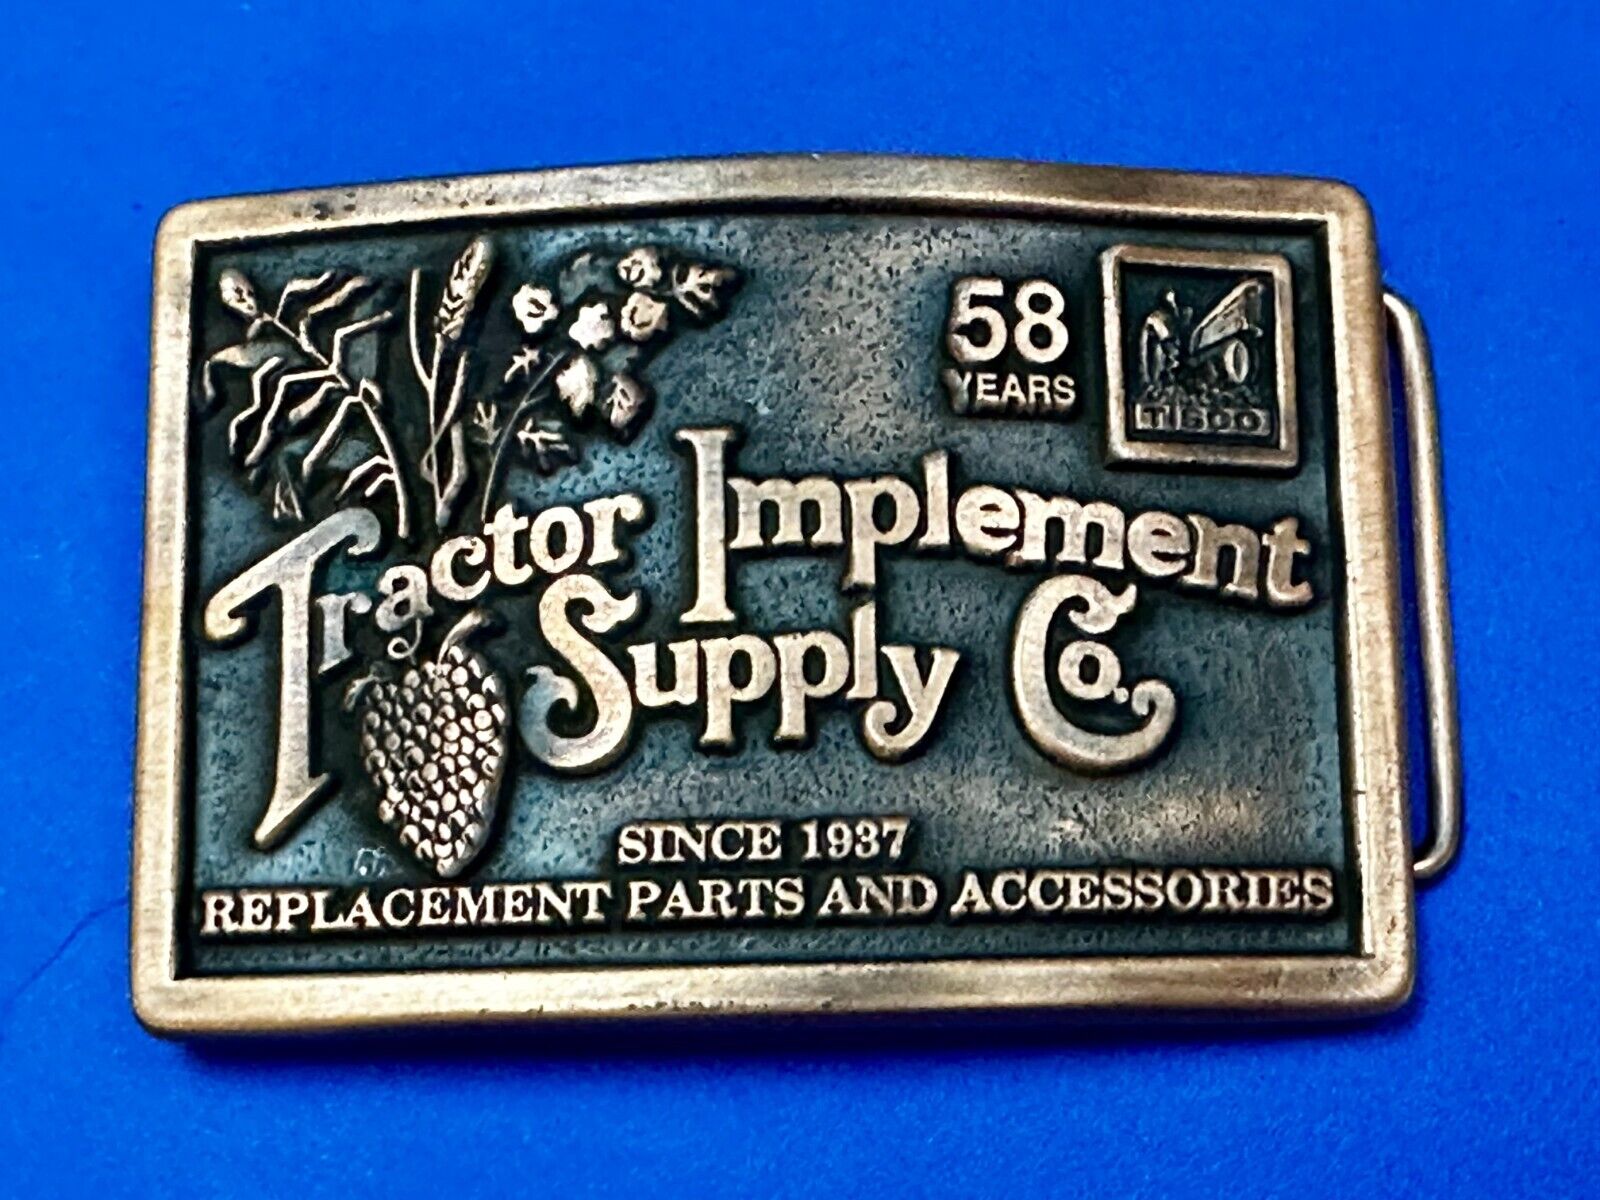 58
YEARS
TISCO
Tractor Implement
Supply Co.
SINCE 1937
REPLACEMENT PARTS AND ACCESSORIES